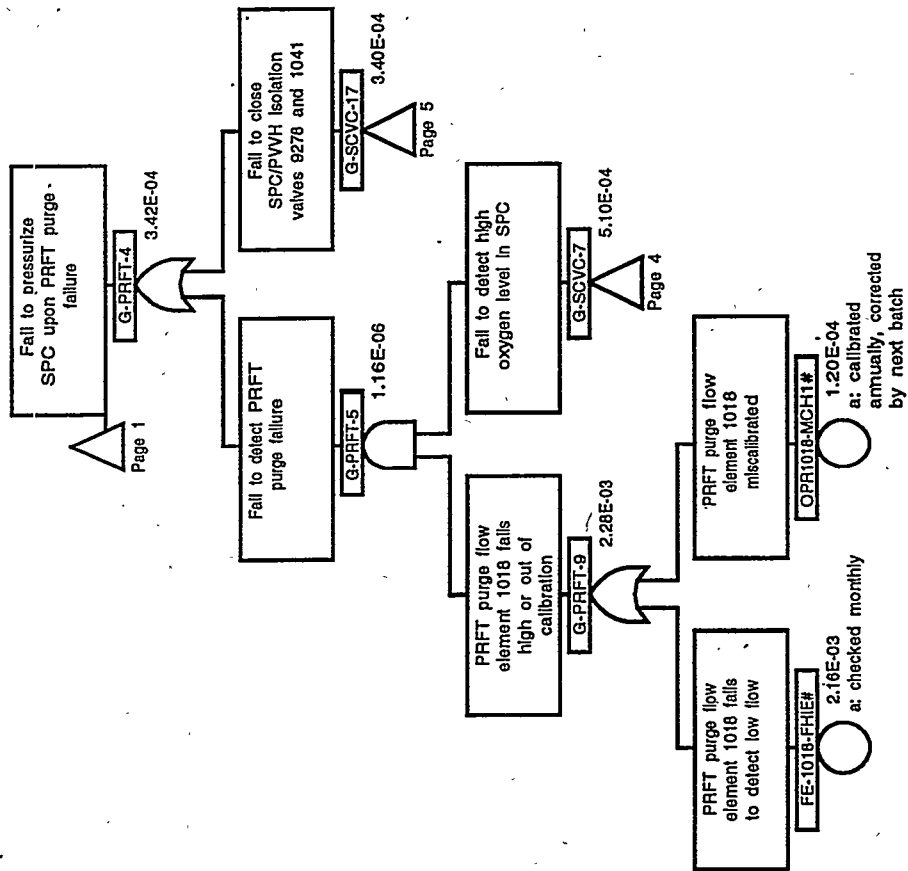 Fail to pressurize
SPC upon PRFT purge
failure
G-PRFT-4
3.42E-04
Page 1
Fail to detect PRFT
purge failure
G-PRFT-5
1.16E-06
Fail to close
SPC/PVVH Isolation
valves 9278 and 1041
G-SCVC-17
3.40E-04
Page 5
PRFT purge flow
element 1018 fails
high or out of
calibration
G-PRFT-9
2.28E-03
Fail to detect high
oxygen level in SPC
G-SCVC-7
5.10E-04
Page 4
PRFT purge flow
element 1018 fails
to detect low flow
FE-1018-FHIE#
2.16E-03
a: checked monthly
PRFT purge flow
element 1018
miscalibrated
OPR1018-MCH1#
1.20E-04
a: calibrated
annually, corrected
by next batch